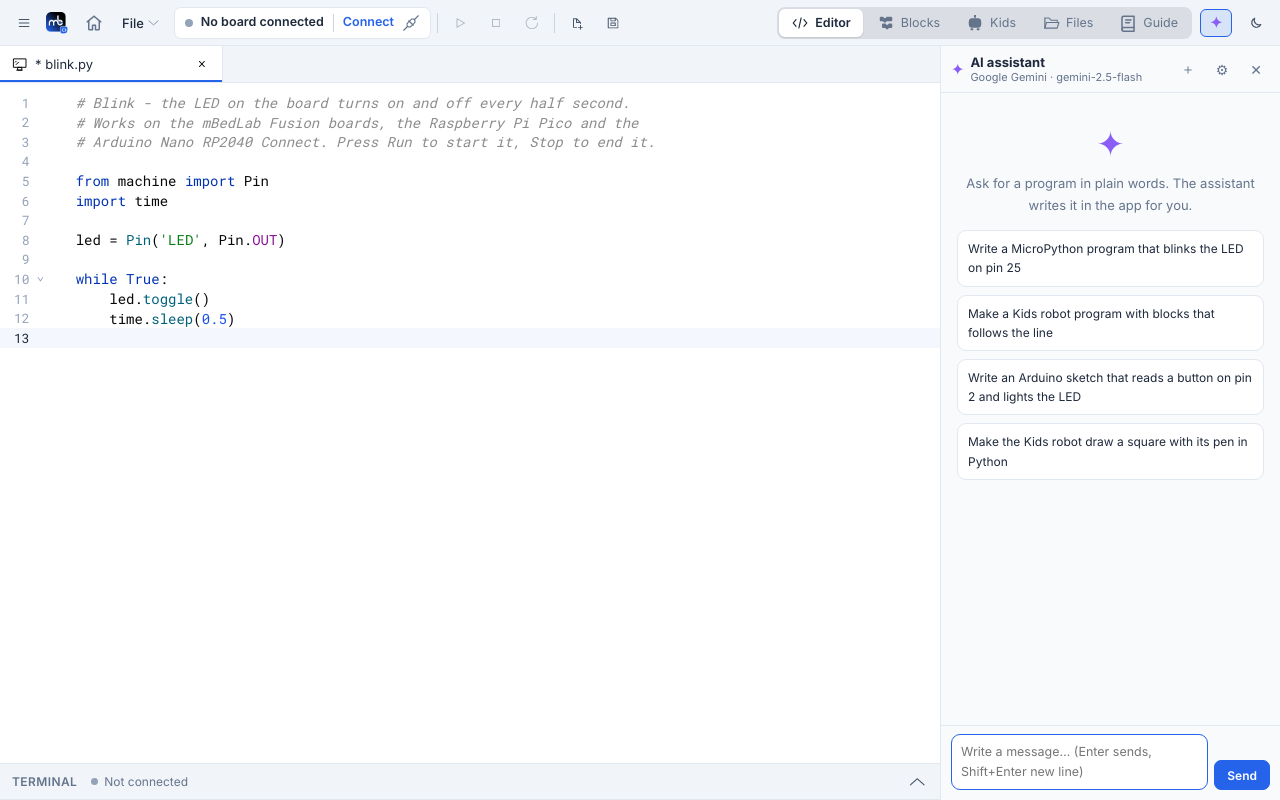 File
No board connected
Connect
Editor
Blocks
Kids
Files
Guide
* blink.py
AI assistant
Google Gemini · gemini-2.5-flash
1 # Blink - the LED on the board turns on and off every half second.
2 # Works on the mBedLab Fusion boards, the Raspberry Pi Pico and the
3 # Arduino Nano RP2040 Connect. Press Run to start it, Stop to end it.
4
5 from machine import Pin
6 import time
7
8 led = Pin('LED', Pin.OUT)
9
10 while True:
11     led.toggle()
12     time.sleep(0.5)
13
Ask for a program in plain words. The assistant
writes it in the app for you.
Write a MicroPython program that blinks the LED
on pin 25
Make a Kids robot program with blocks that
follows the line
Write an Arduino sketch that reads a button on pin
2 and lights the LED
Make the Kids robot draw a square with its pen in
Python
Write a message... (Enter sends,
Shift+Enter new line)
Send
TERMINAL
Not connected